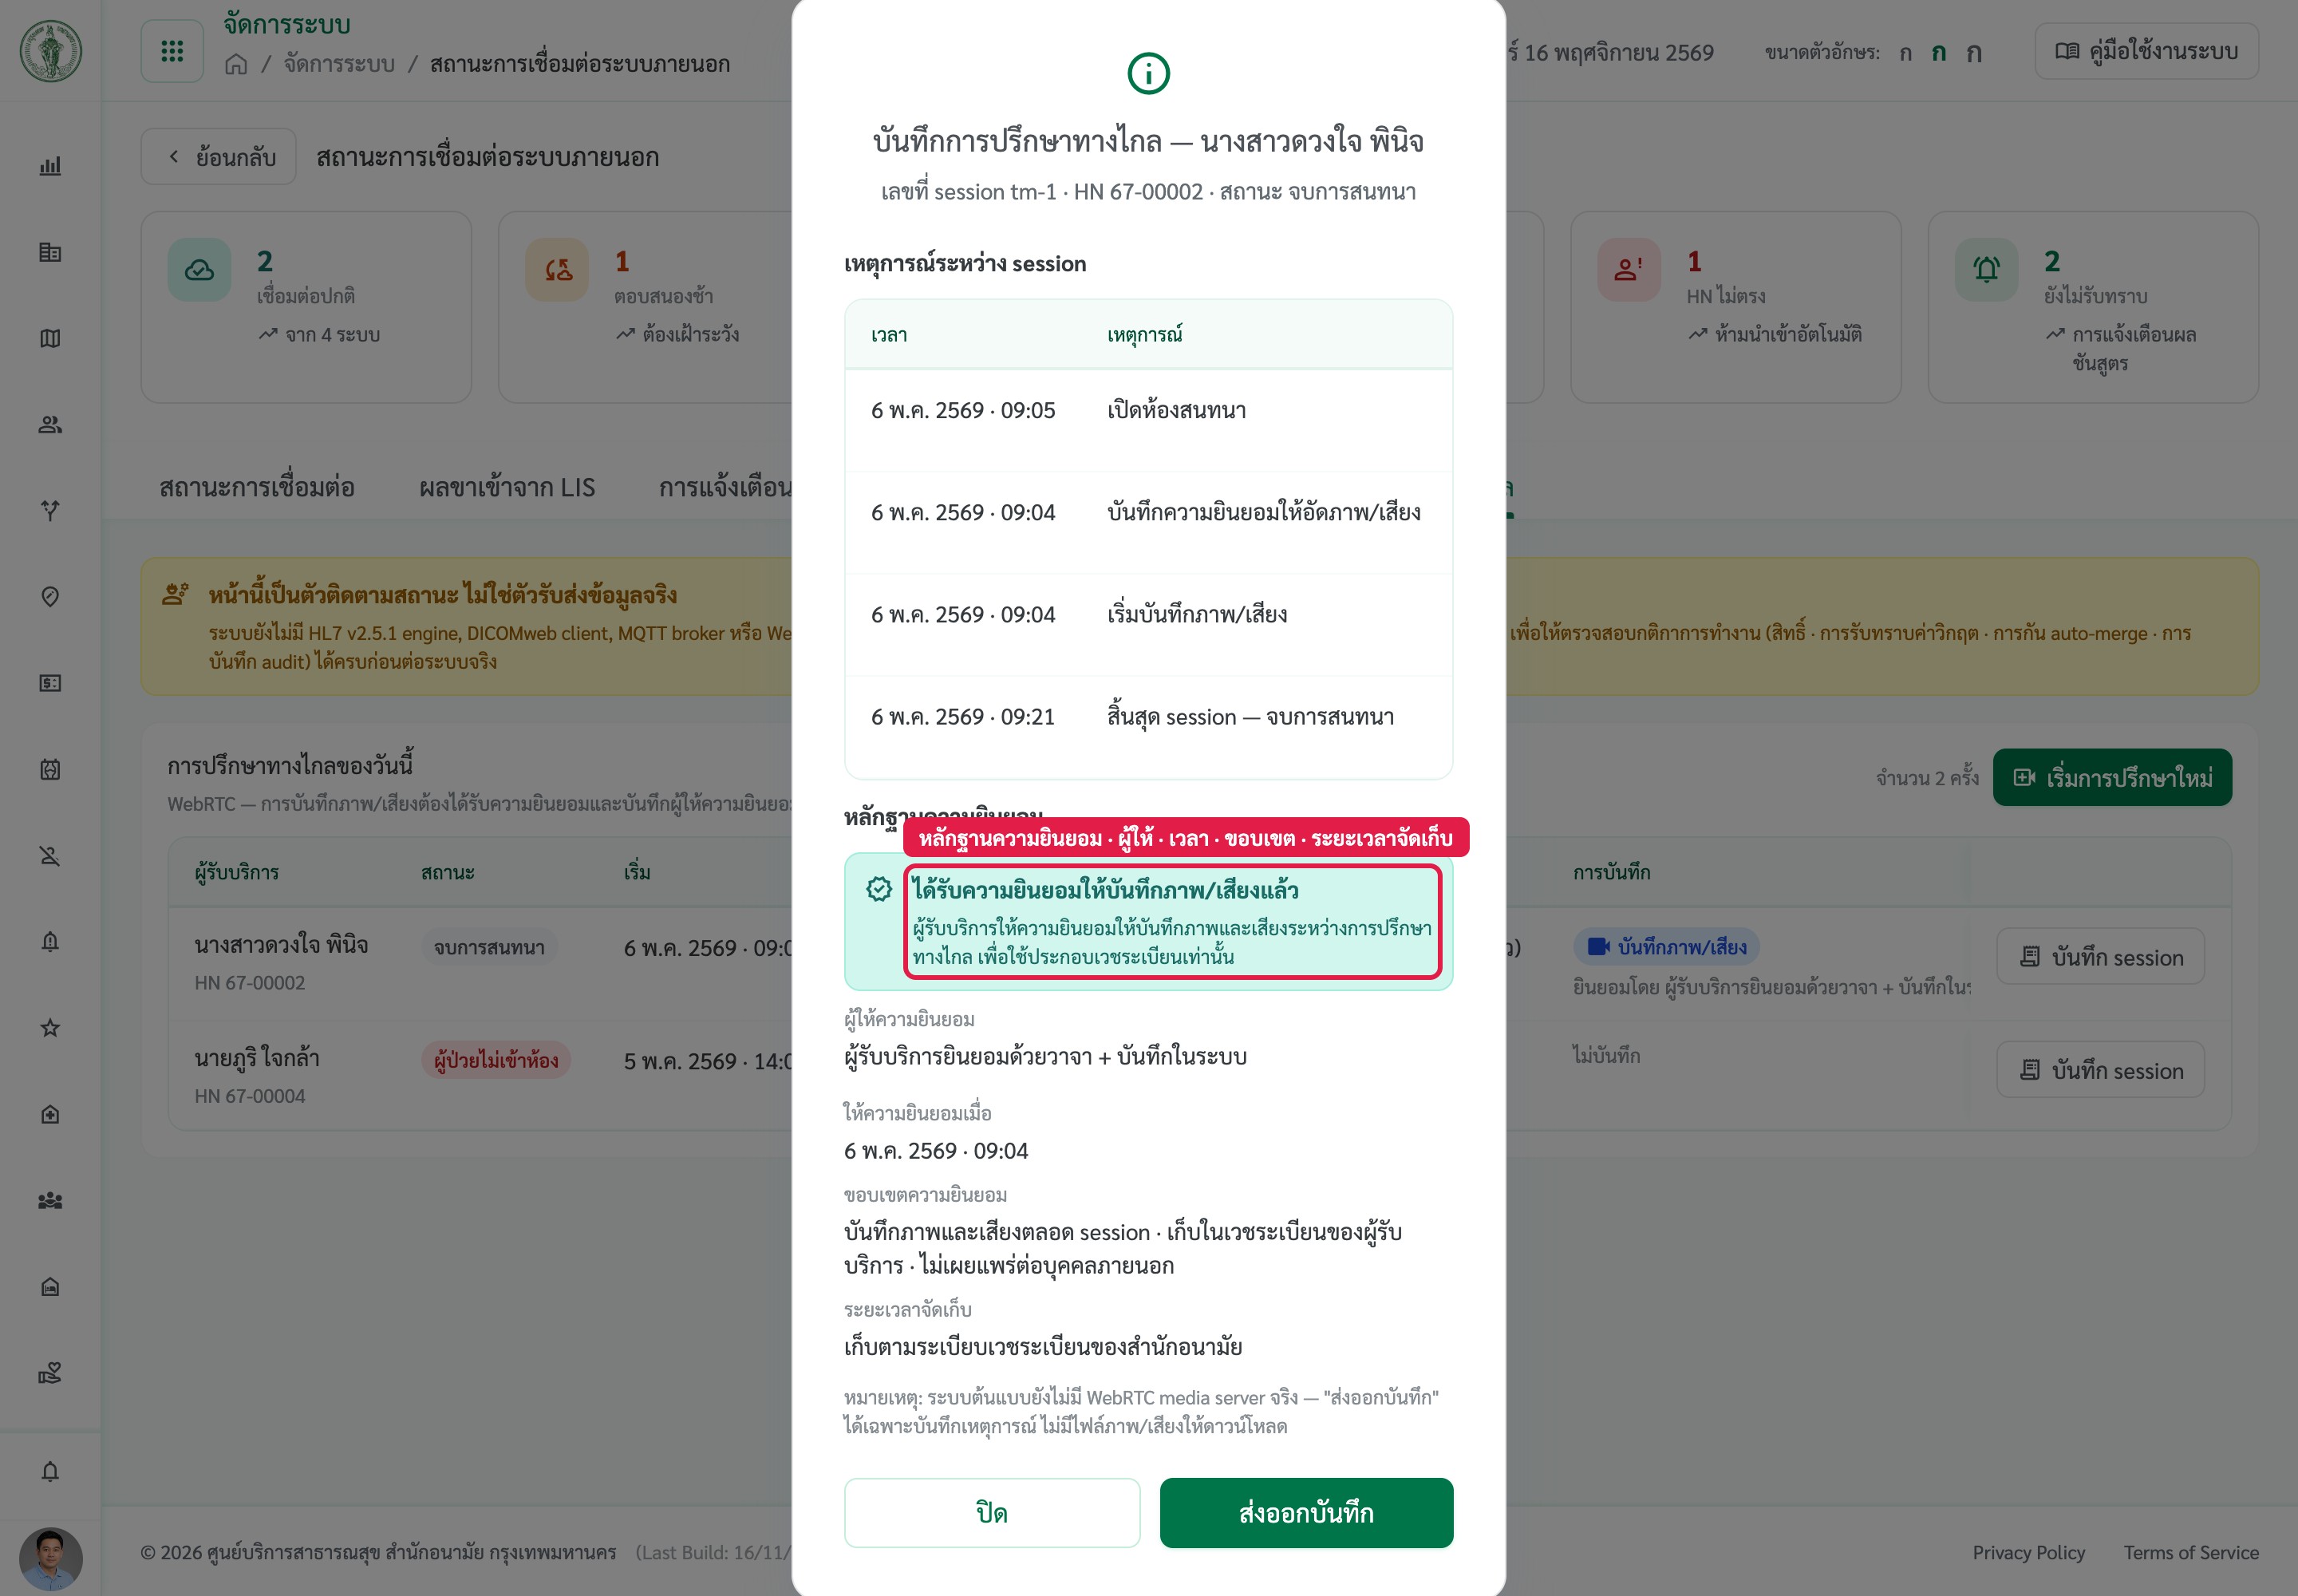 จัดการระบบ
จัดการระบบ / สถานะการเชื่อมต่อระบบภายนอก
16 พฤศจิกายน 2569
ขนาดตัวอักษร: ก ก ก
คู่มือใช้งานระบบ
ย้อนกลับ
สถานะการเชื่อมต่อระบบภายนอก
2
เชื่อมต่อปกติ
จาก 4 ระบบ
1
ตอบสนองช้า
ต้องเฝ้าระวัง
1
HN ไม่ตรง
ห้ามนำเข้าอัตโนมัติ
2
ยังไม่รับทราบ
การแจ้งเตือนผล
ชันสูตร
สถานะการเชื่อมต่อ
ผลขาเข้าจาก LIS
การแจ้งเตือน
หน้านี้เป็นตัวติดตามสถานะ ไม่ใช่ตัวรับส่งข้อมูลจริง
ระบบยังไม่มี HL7 v2.5.1 engine, DICOMweb client, MQTT broker หรือ We
เพื่อให้ตรวจสอบกติกาการทำงาน (สิทธิ์ · การรับทราบค่าวิกฤต · การกัน auto-merge · การ
บันทึก audit) ได้ครบก่อนต่อระบบจริง
การปรึกษาทางไกลของวันนี้
WebRTC — การบันทึกภาพ/เสียงต้องได้รับความยินยอมและบันทึกผู้ให้ความยินยอ
จำนวน 2 ครั้ง
เริ่มการปรึกษาใหม่
ผู้รับบริการ
สถานะ
เริ่ม
การบันทึก
นางสาวดวงใจ พินิจ
HN 67-00002
จบการสนทนา
6 พ.ค. 2569 · 09:0
บันทึกภาพ/เสียง
ยินยอมโดย ผู้รับบริการยินยอมด้วยวาจา + บันทึกใน
บันทึก session
นายภูริ ใจกล้า
HN 67-00004
ผู้ป่วยไม่เข้าห้อง
5 พ.ค. 2569 · 14:0
ไม่บันทึก
บันทึก session
บันทึกการปรึกษาทางไกล — นางสาวดวงใจ พินิจ
เลขที่ session tm-1 · HN 67-00002 · สถานะ จบการสนทนา
เหตุการณ์ระหว่าง session
เวลา
เหตุการณ์
6 พ.ค. 2569 · 09:05
เปิดห้องสนทนา
6 พ.ค. 2569 · 09:04
บันทึกความยินยอมให้อัดภาพ/เสียง
6 พ.ค. 2569 · 09:04
เริ่มบันทึกภาพ/เสียง
6 พ.ค. 2569 · 09:21
สิ้นสุด session — จบการสนทนา
หลักฐานความยินยอม
หลักฐานความยินยอม · ผู้ให้ · เวลา · ขอบเขต · ระยะเวลาจัดเก็บ
ได้รับความยินยอมให้บันทึกภาพ/เสียงแล้ว
ผู้รับบริการให้ความยินยอมให้บันทึกภาพและเสียงระหว่างการปรึกษา
ทางไกล เพื่อใช้ประกอบเวชระเบียนเท่านั้น
ผู้ให้ความยินยอม
ผู้รับบริการยินยอมด้วยวาจา + บันทึกในระบบ
ให้ความยินยอมเมื่อ
6 พ.ค. 2569 · 09:04
ขอบเขตความยินยอม
บันทึกภาพและเสียงตลอด session · เก็บในเวชระเบียนของผู้รับ
บริการ · ไม่เผยแพร่ต่อบุคคลภายนอก
ระยะเวลาจัดเก็บ
เก็บตามระเบียบเวชระเบียนของสำนักอนามัย
หมายเหตุ: ระบบต้นแบบยังไม่มี WebRTC media server จริง — "ส่งออกบันทึก"
ได้เฉพาะบันทึกเหตุการณ์ ไม่มีไฟล์ภาพ/เสียงให้ดาวน์โหลด
ปิด
ส่งออกบันทึก
© 2026 ศูนย์บริการสาธารณสุข สำนักอนามัย กรุงเทพมหานคร
(Last Build: 16/11/
Privacy Policy
Terms of Service